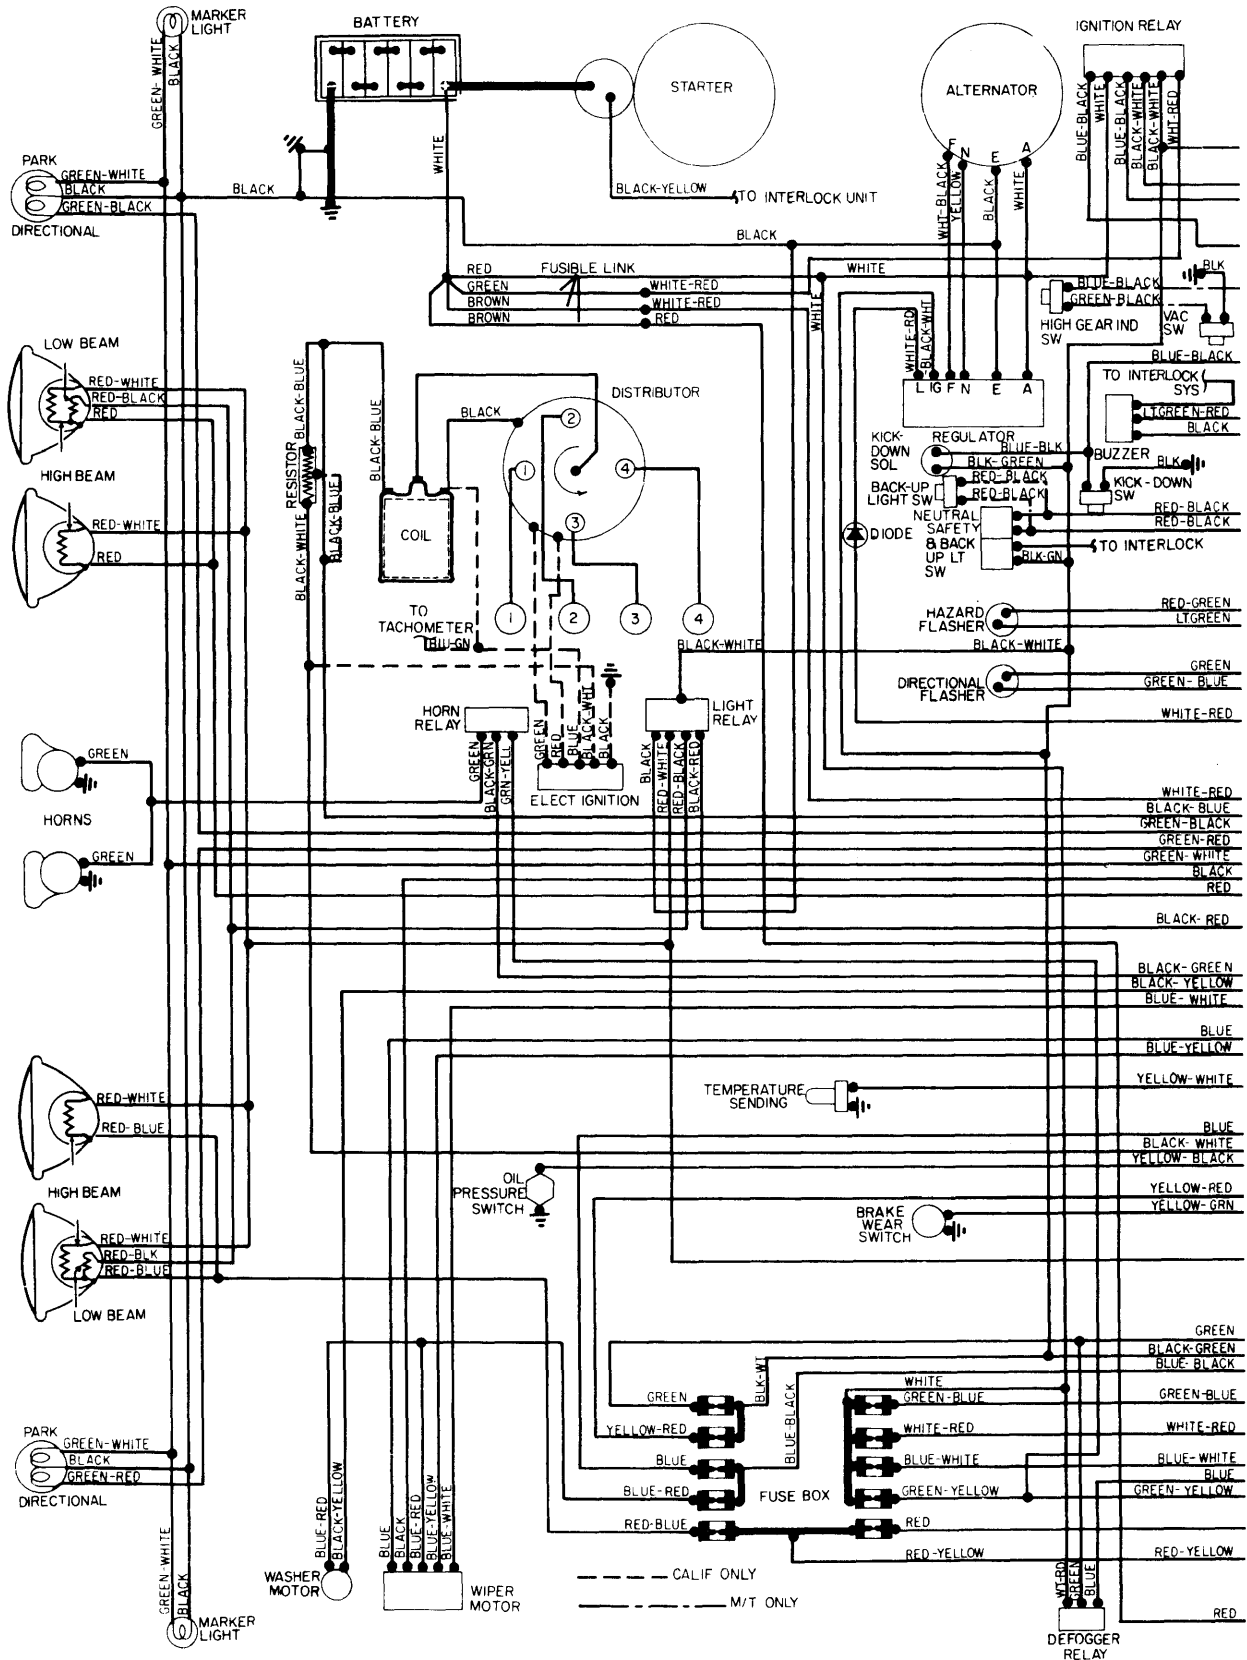 MARKER
LIGHT
BATTERY
STARTER
ALTERNATOR
IGNITION RELAY
GREEN-WHITE
BLACK
WHITE
BLUE-BLACK
WHITE
BLUE-BLACK
BLACK-WHITE
BLACK-WHITE
WHT-RED
F
N
E
A
PARK
GREEN-WHITE
BLACK
GREEN-BLACK
DIRECTIONAL
BLACK
BLACK-YELLOW
TO INTERLOCK UNIT
WHT-BLACK
YELLOW
BLACK
WHITE
BLACK
RED
GREEN
BROWN
BROWN
FUSIBLE LINK
WHITE-RED
WHITE-RED
RED
WHITE
WHITE
BLK
BLUE-BLACK
GREEN-BLACK
HIGH GEAR IND
SW
VAC
SW
LOW BEAM
RED-WHITE
RED-BLACK
RED
HIGH BEAM
RED-WHITE
RED
BLACK-BLUE
RESISTOR
BLACK-BLUE
BLACK-WHITE
BLACK-BLUE
BLACK
COIL
DISTRIBUTOR
1
2
3
4
WHITE-RD
BLACK-WHT
L
IG
F
N
E
A
REGULATOR
BLUE-BLACK
TO INTERLOCK
SYS
LTGREEN-RED
BLACK
BUZZER
KICK-
DOWN
SOL
BLUE-BLK
BLK-GREEN
RED-BLACK
RED-BLACK
BACK-UP
LIGHT SW
BLK
KICK-DOWN
SW
RED-BLACK
RED-BLACK
NEUTRAL
SAFETY
& BACK
UP LT
SW
TO INTERLOCK
BLK-GN
DIODE
HAZARD
FLASHER
RED-GREEN
LTGREEN
BLACK-WHITE
DIRECTIONAL
FLASHER
GREEN
GREEN-BLUE
WHITE-RED
TO
TACHOMETER
BLU-GN
1
2
3
4
BLACK-WHITE
HORN
RELAY
GREEN
BLACK-GRN
GRN-YELL
GREEN
RED
BLUE
BLACK-WHT
BLACK
ELECT IGNITION
LIGHT
RELAY
BLACK
RED-WHITE
RED-BLACK
BLACK-RED
GREEN
HORNS
GREEN
WHITE-RED
BLACK-BLUE
GREEN-BLACK
GREEN-RED
GREEN-WHITE
BLACK
RED
BLACK-RED
BLACK-GREEN
BLACK-YELLOW
BLUE-WHITE
BLUE
BLUE-YELLOW
TEMPERATURE
SENDING
YELLOW-WHITE
BLUE
BLACK-WHITE
YELLOW-BLACK
YELLOW-RED
YELLOW-GRN
RED-WHITE
RED-BLUE
HIGH BEAM
OIL
PRESSURE
SWITCH
BRAKE
WEAR
SWITCH
RED-WHITE
RED-BLK
RED-BLUE
LOW BEAM
GREEN
BLACK-GREEN
BLUE-BLACK
GREEN-BLUE
WHITE-RED
BLUE-WHITE
BLUE
GREEN-YELLOW
GREEN
YELLOW-RED
BLUE
BLUE-RED
RED-BLUE
BLK-WT
BLUE-BLACK
FUSE BOX
WHITE
GREEN-BLUE
WHITE-RED
BLUE-WHITE
GREEN-YELLOW
RED
RED-YELLOW
RED-YELLOW
PARK
GREEN-WHITE
BLACK
GREEN-RED
DIRECTIONAL
GREEN-WHITE
BLACK
MARKER
LIGHT
BLUE-RED
BLACK-YELLOW
WASHER
MOTOR
BLUE
BLACK
BLUE-RED
BLUE-YELLOW
BLUE-WHITE
WIPER
MOTOR
CALIF ONLY
M/T ONLY
WT-RD
GREEN
BLUE
DEFOGGER
RELAY
RED